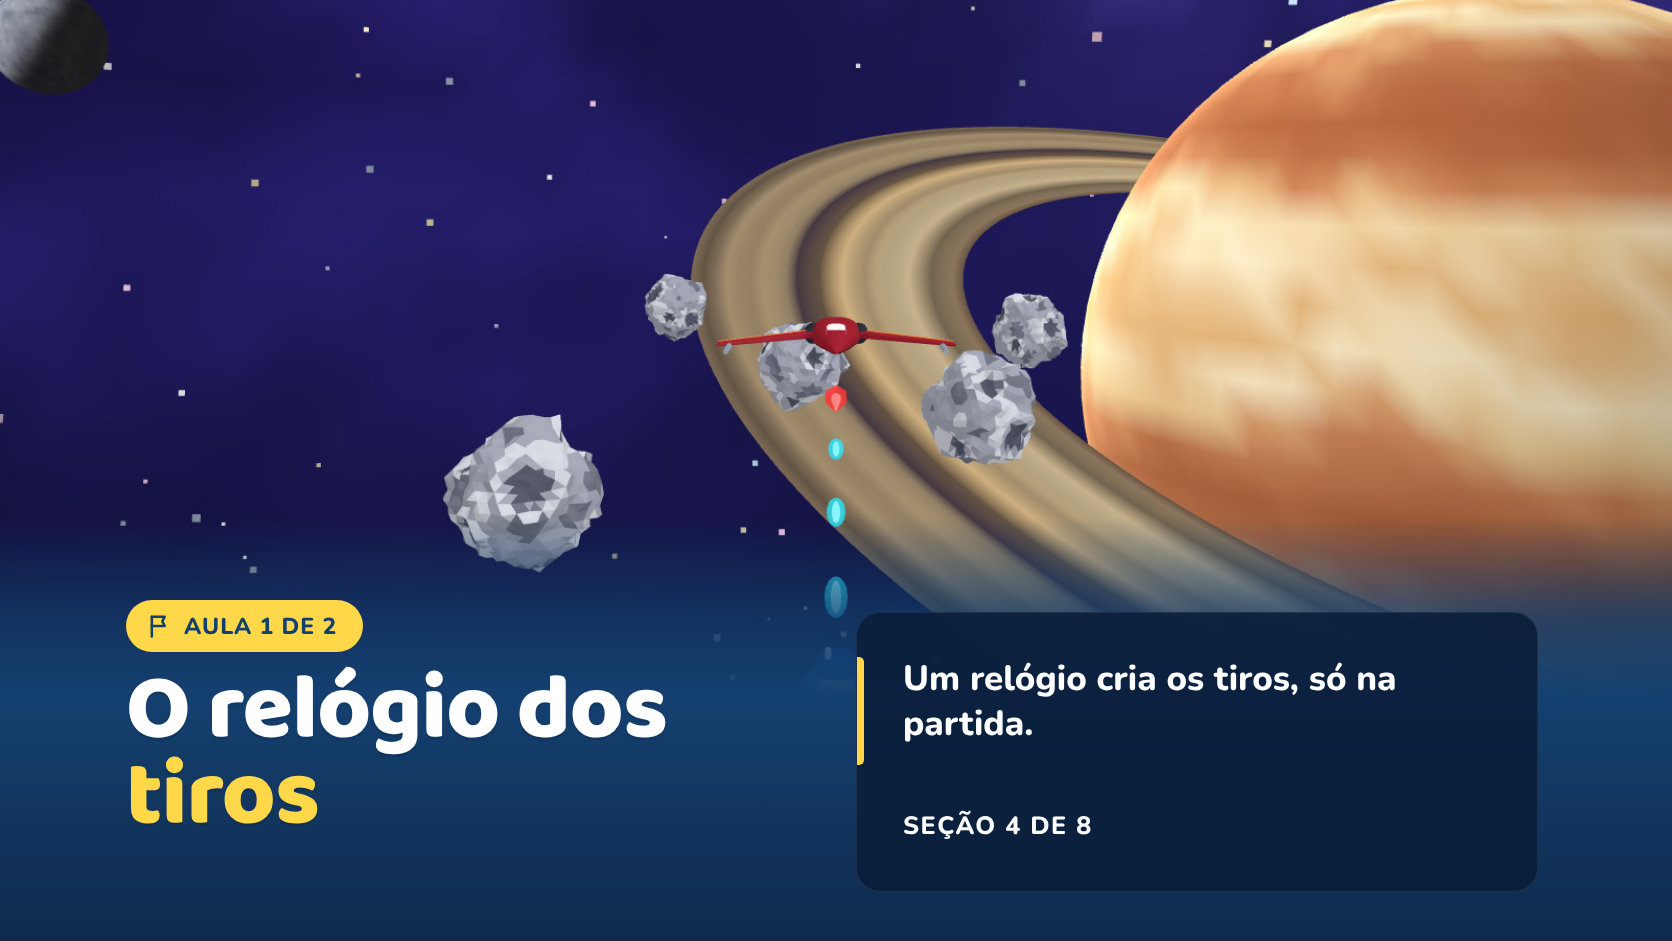 AULA 1 DE 2
O relógio dos
tiros
Um relógio cria os tiros, só na
partida.
SEÇÃO 4 DE 8